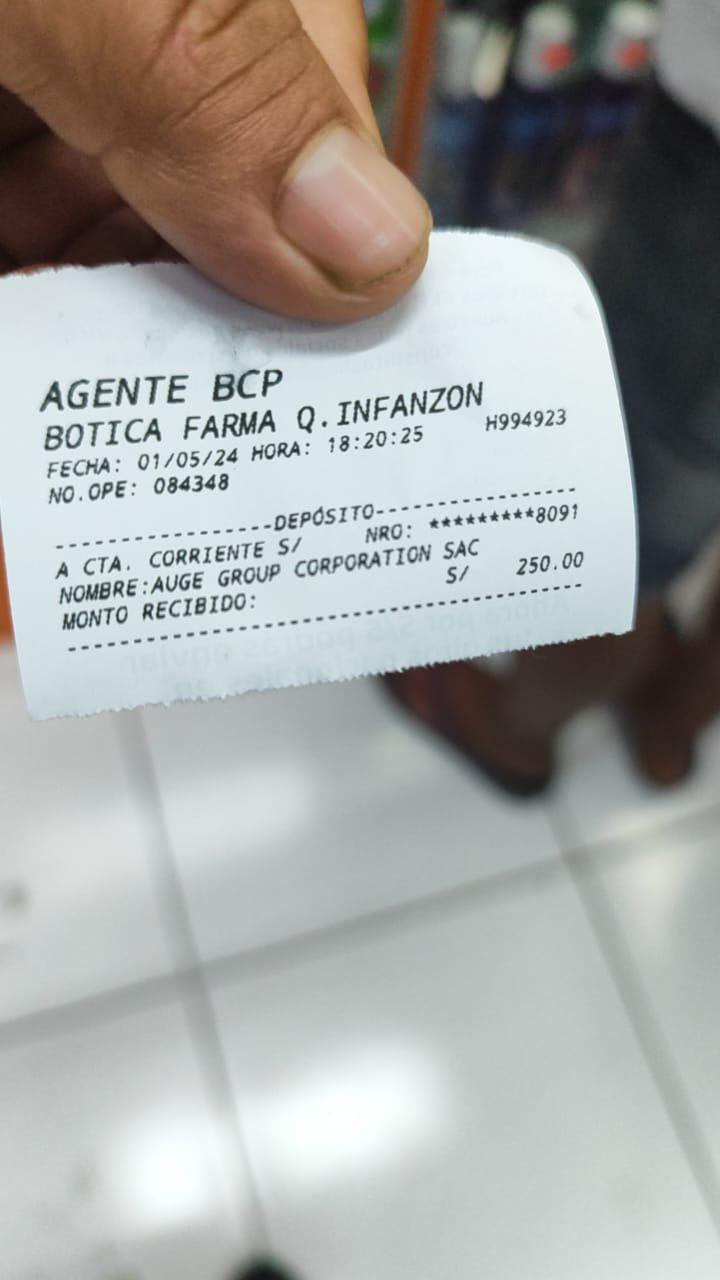 AGENTE BCP
BOTICA FARMA Q.INFANZON
FECHA: 01/05/24 HORA: 18:20:25 H994923
NO.OPE: 084348
-----------------DEPÓSITO-----------------
A CTA. CORRIENTE S/ NRO: *********8091
NOMBRE:AUGE GROUP CORPORATION SAC
MONTO RECIBIDO: S/ 250.00
------------------------------------------